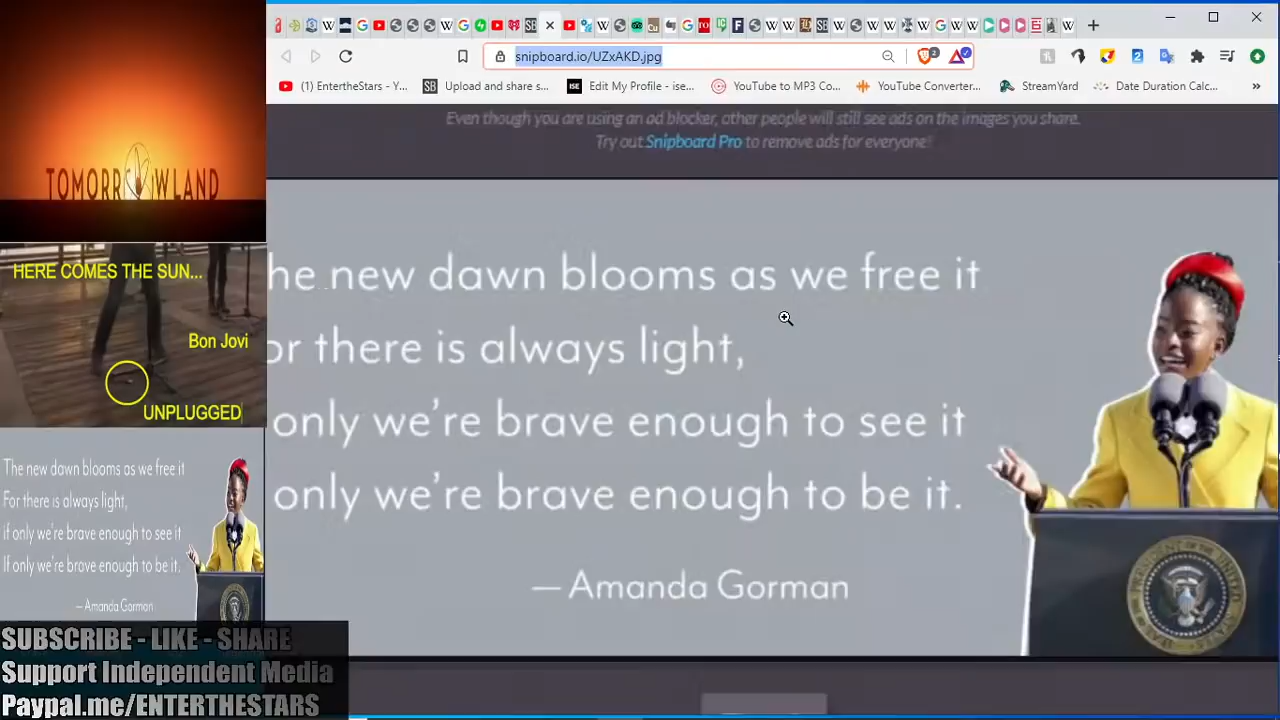 snipboard.io/UZxAKD.jpg
2
(1) EntertheStars - Y...
Upload and share s...
Edit My Profile - ise...
YouTube to MP3 Co...
YouTube Converter...
StreamYard
Date Duration Calc...
Even though you are using an ad blocker, other people will still see ads on the images you share.
Try out Snipboard Pro to remove ads for everyone!
TOMORROWLAND
HERE COMES THE SUN...
Bon Jovi
UNPLUGGED
he new dawn blooms as we free it
or there is always light,
only we're brave enough to see it
only we're brave enough to be it.
— Amanda Gorman
The new dawn blooms as we free it
For there is always light,
if only we're brave enough to see it
If only we're brave enough to be it.
— Amanda Gorman
SUBSCRIBE - LIKE - SHARE
Support Independent Media
Paypal.me/ENTERTHESTARS